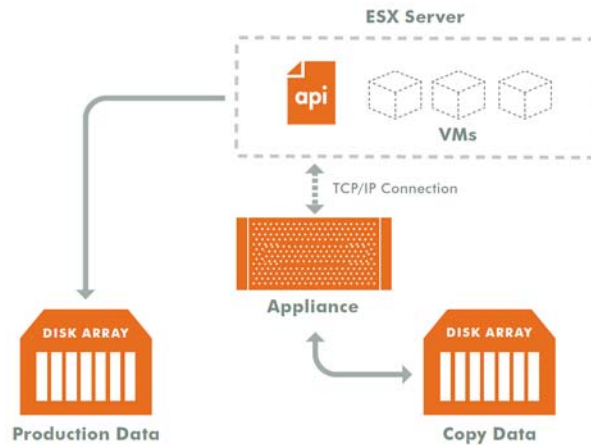 ESX Server
api
VMs
TCP/IP Connection
Appliance
DISK ARRAY
DISK ARRAY
Production Data
Copy Data